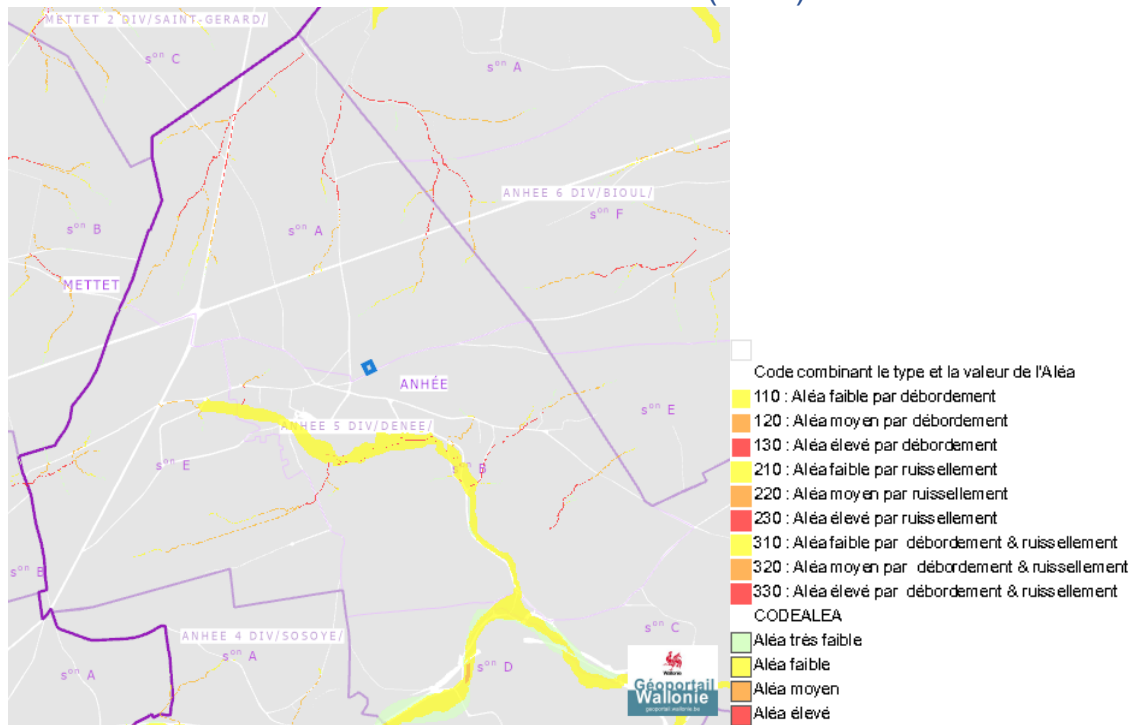 METTET 2 DIV/SAINT-GERARD/
sᵒⁿ C
sᵒⁿ A
ANHEE 6 DIV/BIOUL/
sᵒⁿ F
sᵒⁿ B
sᵒⁿ A
METTET
ANHÉE
sᵒⁿ E
ANHEE 5 DIV/DENEE/
sᵒⁿ E
sᵒⁿ B
sᵒⁿ B
ANHEE 4 DIV/SOSOYE/
sᵒⁿ C
sᵒⁿ A
sᵒⁿ A
sᵒⁿ D
Wallonie
Géoportail
Wallonie
geoportail.wallonie.be
Code combinant le type et la valeur de l'Aléa
110 : Aléa faible par débordement
120 : Aléa moyen par débordement
130 : Aléa élevé par débordement
210 : Aléa faible par ruissellement
220 : Aléa moyen par ruissellement
230 : Aléa élevé par ruissellement
310 : Aléa faible par débordement & ruissellement
320 : Aléa moyen par débordement & ruissellement
330 : Aléa élevé par débordement & ruissellement
CODEALEA
Aléa très faible
Aléa faible
Aléa moyen
Aléa élevé